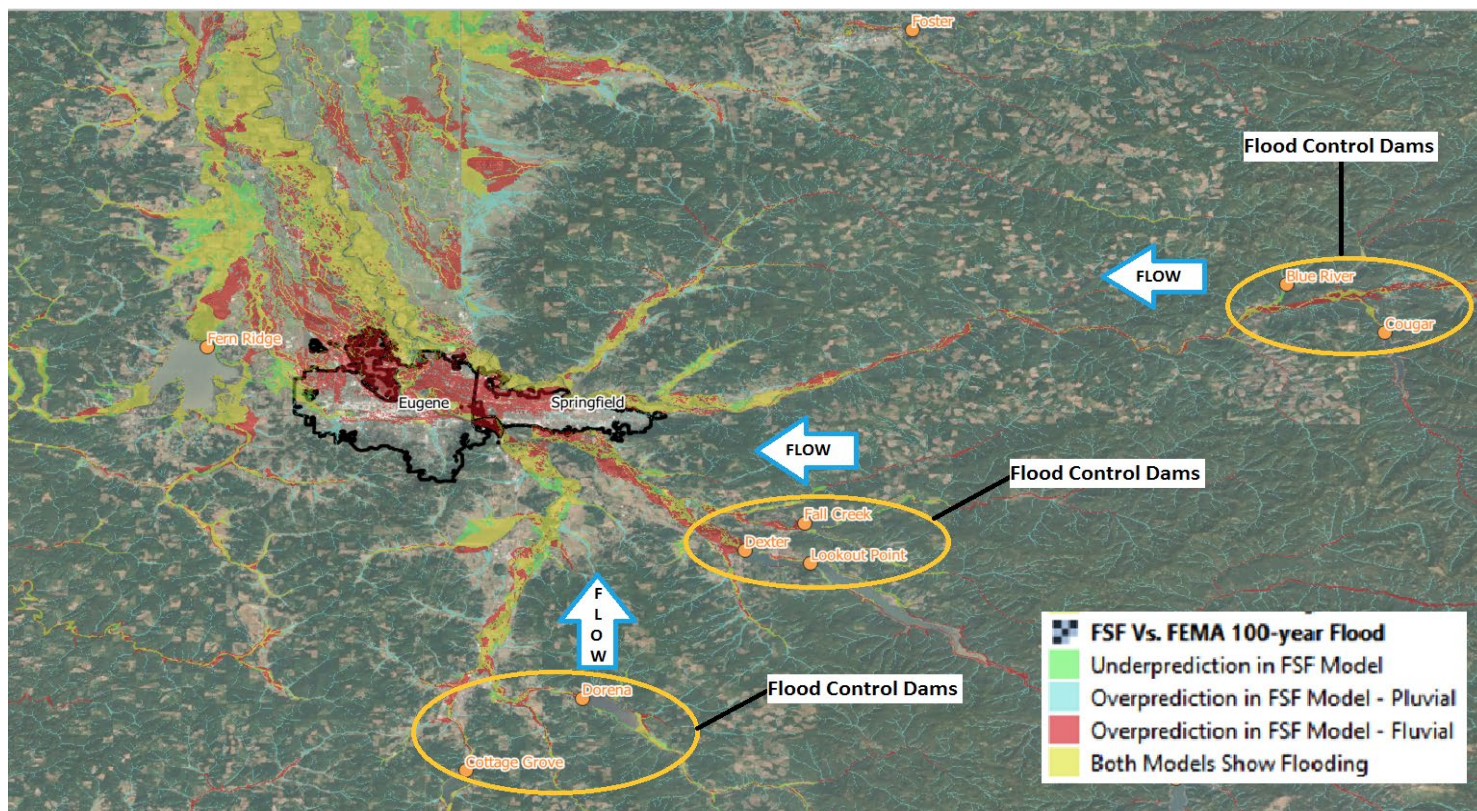 Foster
Flood Control Dams
FLOW
Blue River
Cougar
Fern Ridge
Eugene
Springfield
FLOW
Flood Control Dams
Fall Creek
Dexter
Lookout Point
F
L
O
W
Dorena
Flood Control Dams
Cottage Grove
FSF Vs. FEMA 100-year Flood
Underprediction in FSF Model
Overprediction in FSF Model - Pluvial
Overprediction in FSF Model - Fluvial
Both Models Show Flooding